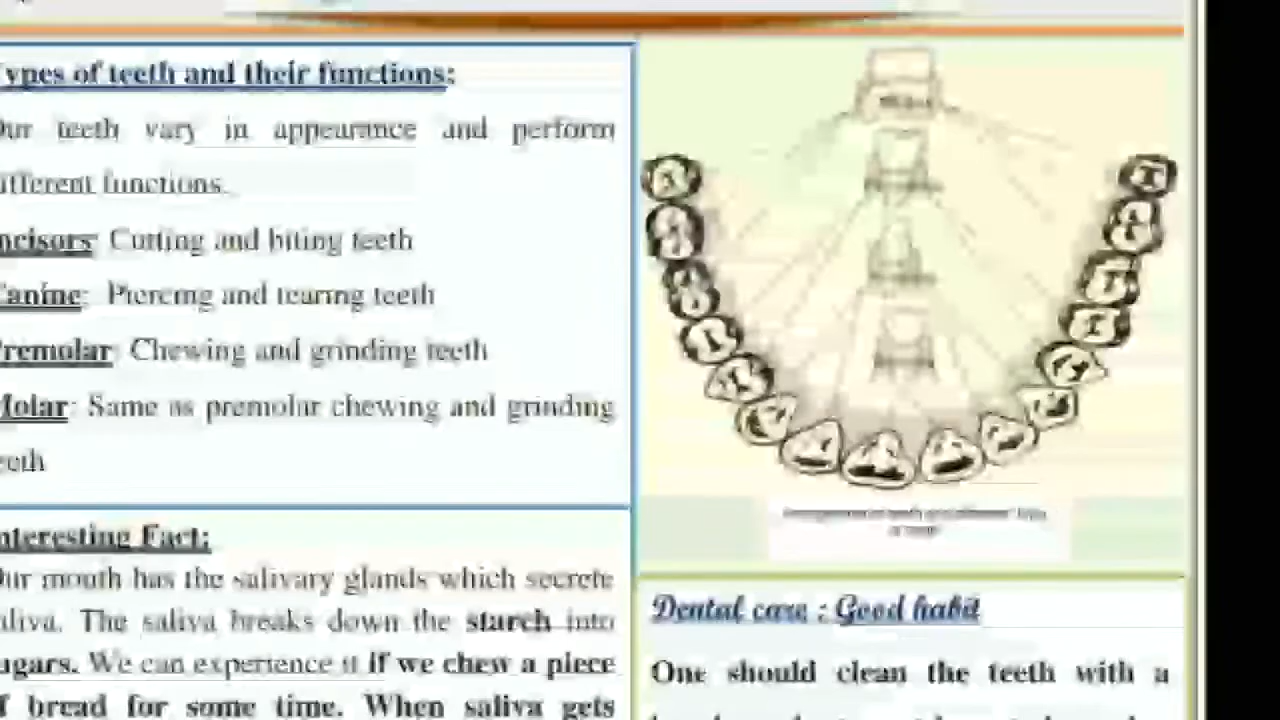 ypes of teeth and their functions:
ur teeth vary in appearance and perform
ifferent functions.
ncisors: Cutting and biting teeth
anine: Piercing and tearing teeth
remolar: Chewing and grinding teeth
Molar: Same as premolar chewing and grinding
eeth
nteresting Fact:
ur mouth has the salivary glands which secrete
aliva. The saliva breaks down the starch into
ugars. We can experience it if we chew a piece
f bread for some time. When saliva gets
Dental care : Good habit
One should clean the teeth with a